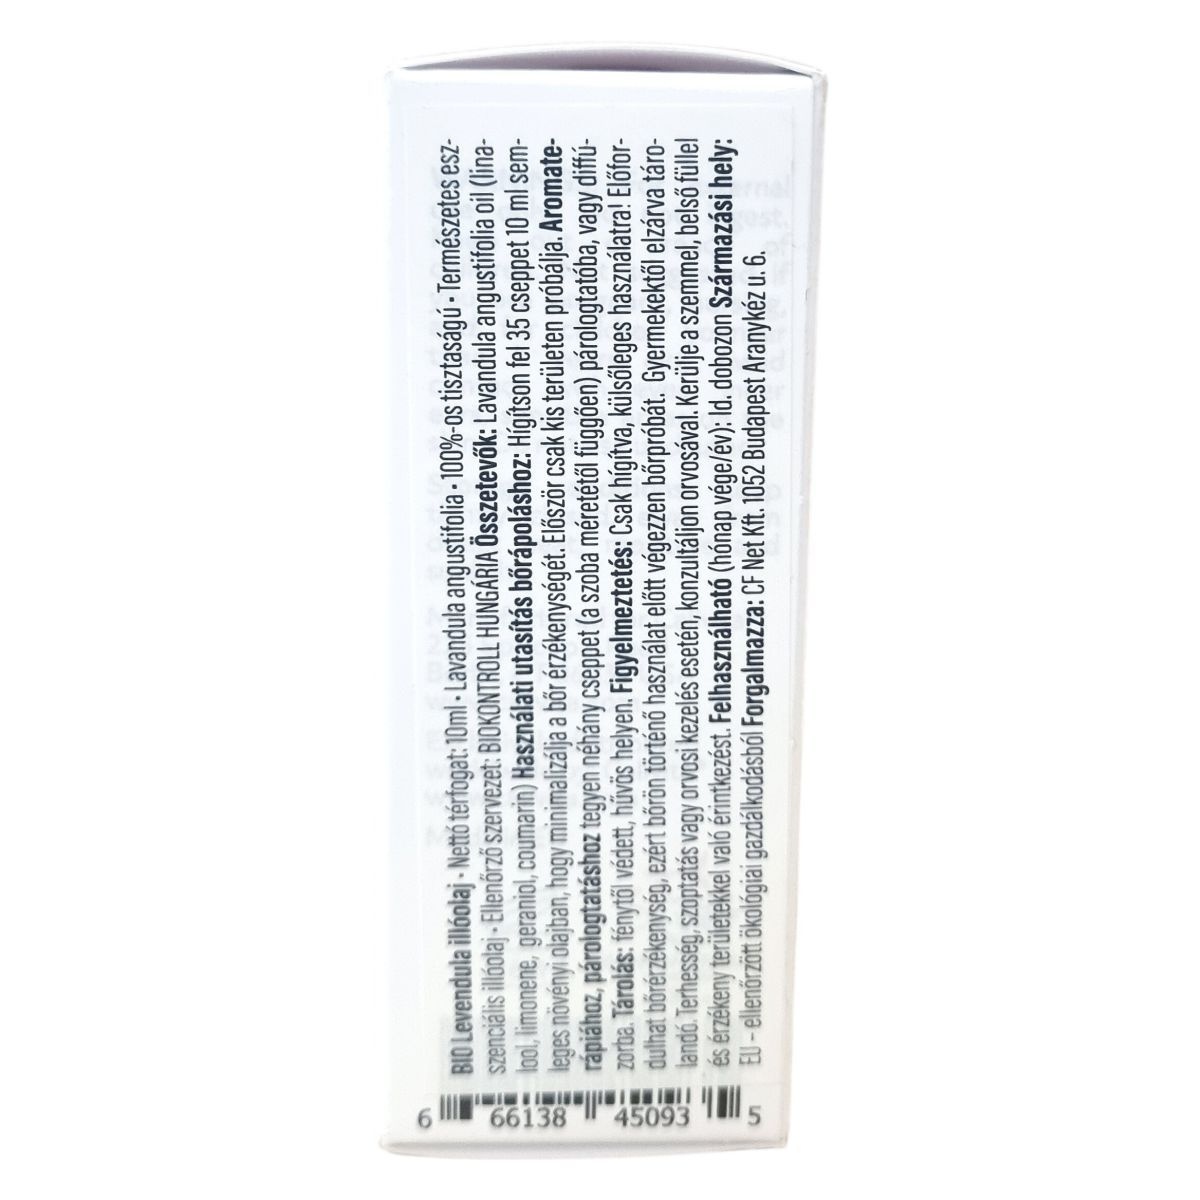 BIO Levendula illóolaj • Nettó térfogat: 10ml • Lavandula angustifolia • 100%-os tisztaságú • Természetes esz-
szenciális illóolaj • Ellenőrző szervezet: BIOKONTROLL HUNGÁRIA Összetevők: Lavandula angustifolia oil (lina-
lool, limonene, geraniol, coumarin) Használati utasítás bőrápoláshoz: Hígítson fel 35 cseppet 10 ml sem-
leges növényi olajban, hogy minimalizálja a bőr érzékenységét. Először csak kis területen próbálja. Aromate-
rápiához, párologtatáshoz tegyen néhány cseppet (a szoba méretétől függően) párologtatóba, vagy diffú-
zorba. Tárolás: fénytől védett, hűvös helyen. Figyelmeztetés: Csak hígítva, külsőleges használatra! Előfor-
dulhat bőrérzékenység, ezért bőrön történő használat előtt végezzen bőrpróbát. Gyermekektől elzárva táro-
landó. Terhesség, szoptatás vagy orvosi kezelés esetén, konzultáljon orvosával. Kerülje a szemmel, belső füllel
és érzékeny területekkel való érintkezést. Felhasználható (hónap vége/év): ld. dobozon Származási hely:
EU – ellenőrzött ökológiai gazdálkodásból Forgalmazza: CF Net Kft. 1052 Budapest Aranykéz u. 6.
6 66138 45093 5